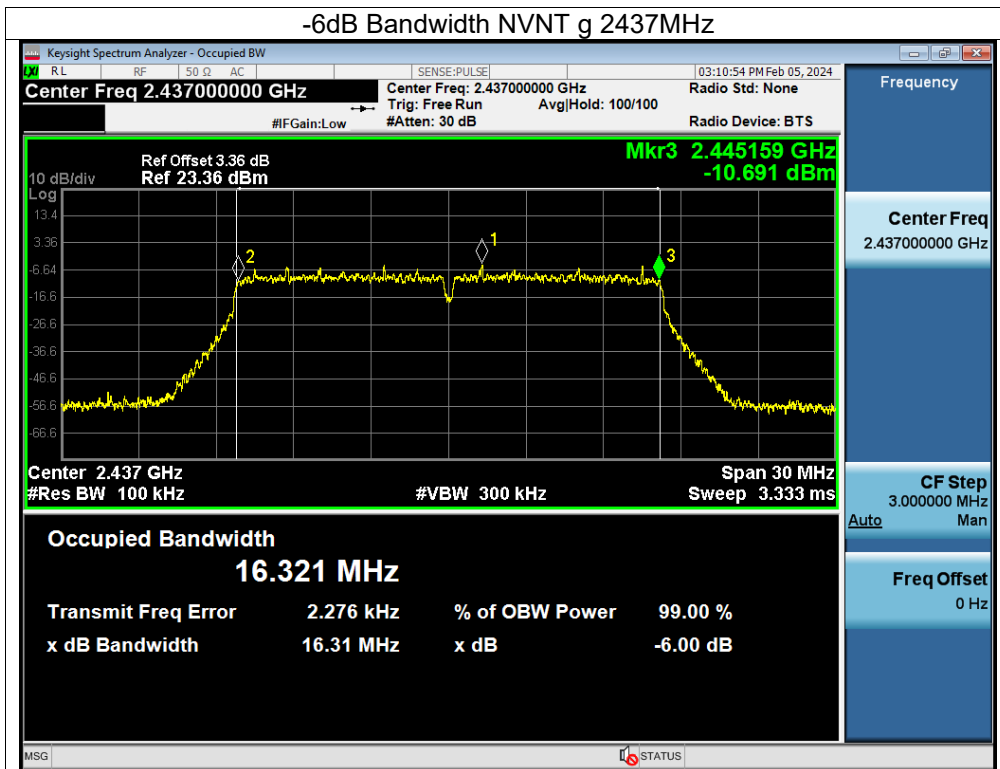 -6dB Bandwidth NVNT g 2437MHz
Keysight Spectrum Analyzer - Occupied BW
LXI RL RF 50 Ω AC SENSE:PULSE 03:10:54 PM Feb 05, 2024
Center Freq 2.437000000 GHz Center Freq: 2.437000000 GHz Radio Std: None
Trig: Free Run Avg|Hold: 100/100
#IFGain:Low #Atten: 30 dB Radio Device: BTS
Frequency
Ref Offset 3.36 dB Mkr3 2.445159 GHz
10 dB/div Ref 23.36 dBm -10.691 dBm
Log
13.4
3.36
-6.64
-16.6
-26.6
-36.6
-46.6
-56.6
-66.6
1
2
3
Center 2.437 GHz Span 30 MHz
#Res BW 100 kHz #VBW 300 kHz Sweep 3.333 ms
Center Freq
2.437000000 GHz
CF Step
3.000000 MHz
Auto Man
Freq Offset
0 Hz
Occupied Bandwidth
16.321 MHz
Transmit Freq Error 2.276 kHz % of OBW Power 99.00 %
x dB Bandwidth 16.31 MHz x dB -6.00 dB
MSG STATUS